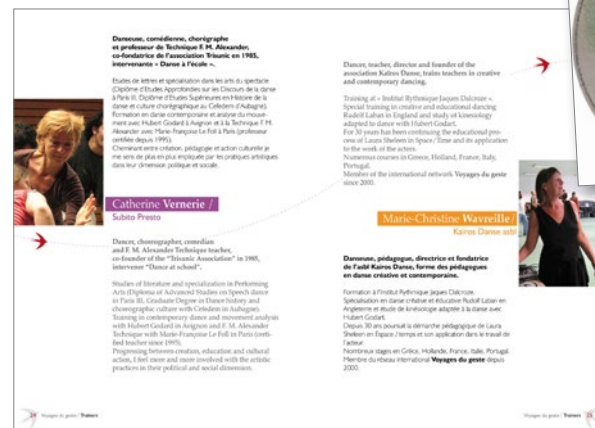 Danseuse, comédienne, chorégraphe
et professeur de Technique F. M. Alexander,
co-fondatrice de l'association Trisunic en 1985,
intervenante « Danse à l'école ».
Etudes de lettres et spécialisation dans les arts du spectacle
(Diplôme d'Etudes Approfondies sur les Discours de la danse
à Paris III, Diplôme d'Etudes Supérieures en Histoire de la
danse et culture chorégraphique au Cefedem d'Aubagne).
Formation en danse contemporaine et analyse du mouve-
ment avec Hubert Godard à Avignon et à la Technique F. M.
Alexander avec Marie-Françoise Le Foll à Paris (professeur
certifiée depuis 1995).
Cheminant entre création, pédagogie et action culturelle je
me sens de plus en plus impliquée par les pratiques artistiques
dans leur dimension politique et sociale.
Catherine Vernerie /
Subito Presto
Dancer, choreographer, comedian
and F. M. Alexander Technique teacher,
co-founder of the "Trisunic Association" in 1985,
intervener "Dance at school".
Studies of literature and specialization in Performing
Arts (Diploma of Advanced Studies on Speech dance
in Paris III, Graduate Degree in Dance history and
choreographic culture with Cefedem in Aubagne).
Training in contemporary dance and movement analysis
with Hubert Godard in Avignon and F. M. Alexander
Technique with Marie-Françoise Le Foll in Paris (certi-
fied teacher since 1995).
Progressing between creation, education and cultural
action, I feel more and more involved with the artistic
practices in their political and social dimension.
24 Voyages du geste / Trainers
Dancer, teacher, director and founder of the
association Kaïros Danse, trains teachers in creative
and contemporary dancing.
Training at « Institut Rythmique Jaques Dalcroze ».
Special training in creative and educational dancing
Rudolf Laban in England and study of kinesiology
adapted to dance with Hubert Godart.
For 30 years has been continuing the educational pro-
cess of Laura Sheleen in Space / Time and its application
to the work of the actors.
Numerous courses in Greece, Holland, France, Italy,
Portugal.
Member of the international network Voyages du geste
since 2000.
Marie-Christine Wavreille /
Kaïros Danse asbl
Danseuse, pédagogue, directrice et fondatrice
de l'asbl Kaïros Danse, forme des pédagogues
en danse créative et contemporaine.
Formation à l'Institut Rythmique Jaques Dalcroze.
Spécialisation en danse créative et éducative Rudolf Laban en
Angleterre et étude de kinésiologie adaptée à la danse avec
Hubert Godart.
Depuis 30 ans poursuit la démarche pédagogique de Laura
Sheleen en Espace / temps et son application dans le travail de
l'acteur.
Nombreux stages en Grèce, Hollande, France, Italie, Portugal.
Membre du réseau international Voyages du geste depuis
2000.
Voyages du geste / Trainers 25